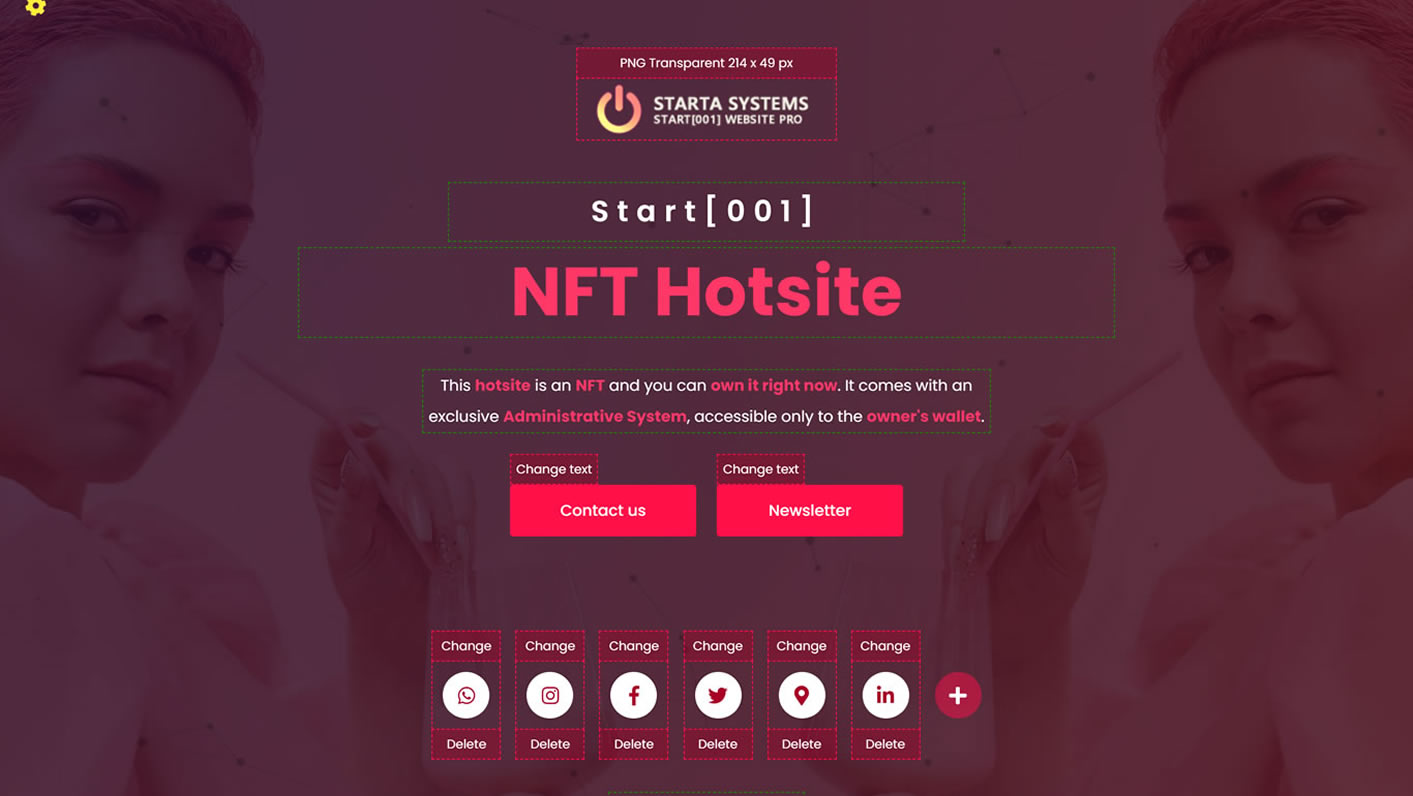 PNG Transparent 214 x 49 px
STARTA SYSTEMS
START[001] WEBSITE PRO
Start[001]
NFT Hotsite
This hotsite is an NFT and you can own it right now. It comes with an
exclusive Administrative System, accessible only to the owner's wallet.
Change text Change text
Contact us Newsletter
Change Change Change Change Change Change
Delete Delete Delete Delete Delete Delete